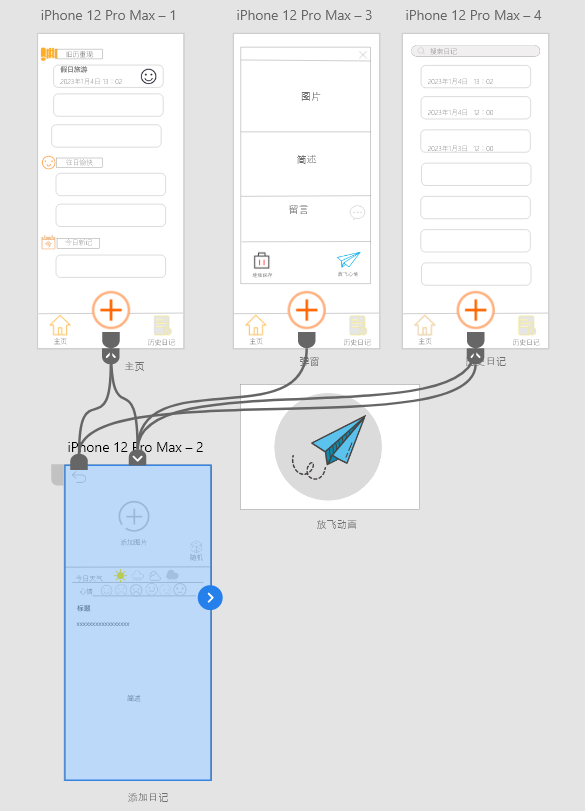 iPhone 12 Pro Max – 1
旧历重现
假日旅游
2023年1月4日 13：02
往日愉快
今日新记
主页
历史日记
主页
iPhone 12 Pro Max – 3
图片
简述
留言
放飞心情
主页
历史日记
弹窗
iPhone 12 Pro Max – 4
搜索日记
2023年1月4日 13：02
2023年1月4日 12：00
2023年1月3日 12：00
主页
历史日记
历史日记
放飞动画
iPhone 12 Pro Max – 2
添加图片
随机
今日天气
心情
标题
xxxxxxxxxxxxxxxxx
简述
添加日记